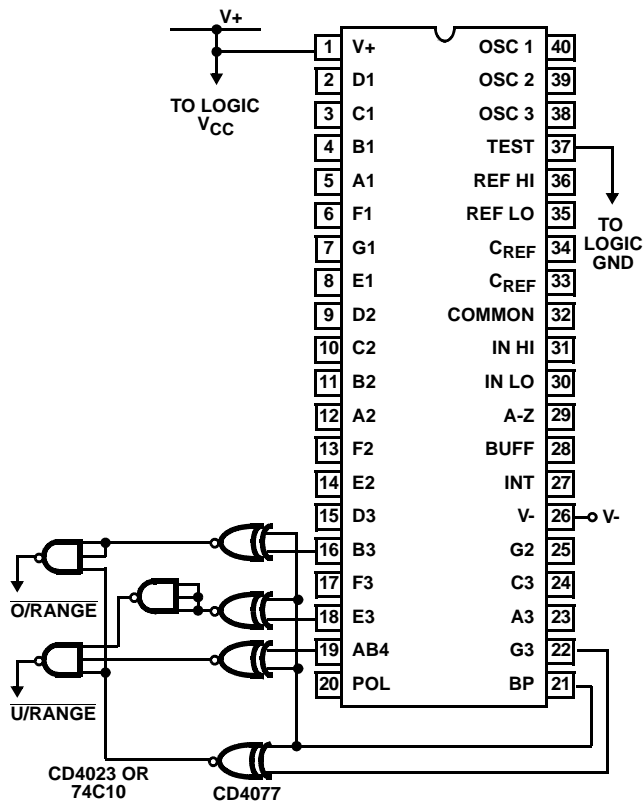 V+
TO LOGIC
VCC
1 V+ OSC 1 40
2 D1 OSC 2 39
3 C1 OSC 3 38
4 B1 TEST 37
5 A1 REF HI 36
6 F1 REF LO 35
7 G1 CREF 34
8 E1 CREF 33
9 D2 COMMON 32
10 C2 IN HI 31
11 B2 IN LO 30
12 A2 A-Z 29
13 F2 BUFF 28
14 E2 INT 27
15 D3 V- 26 V-
16 B3 G2 25
17 F3 C3 24
18 E3 A3 23
19 AB4 G3 22
20 POL BP 21
TO
LOGIC
GND
O/RANGE
U/RANGE
CD4023 OR
74C10
CD4077